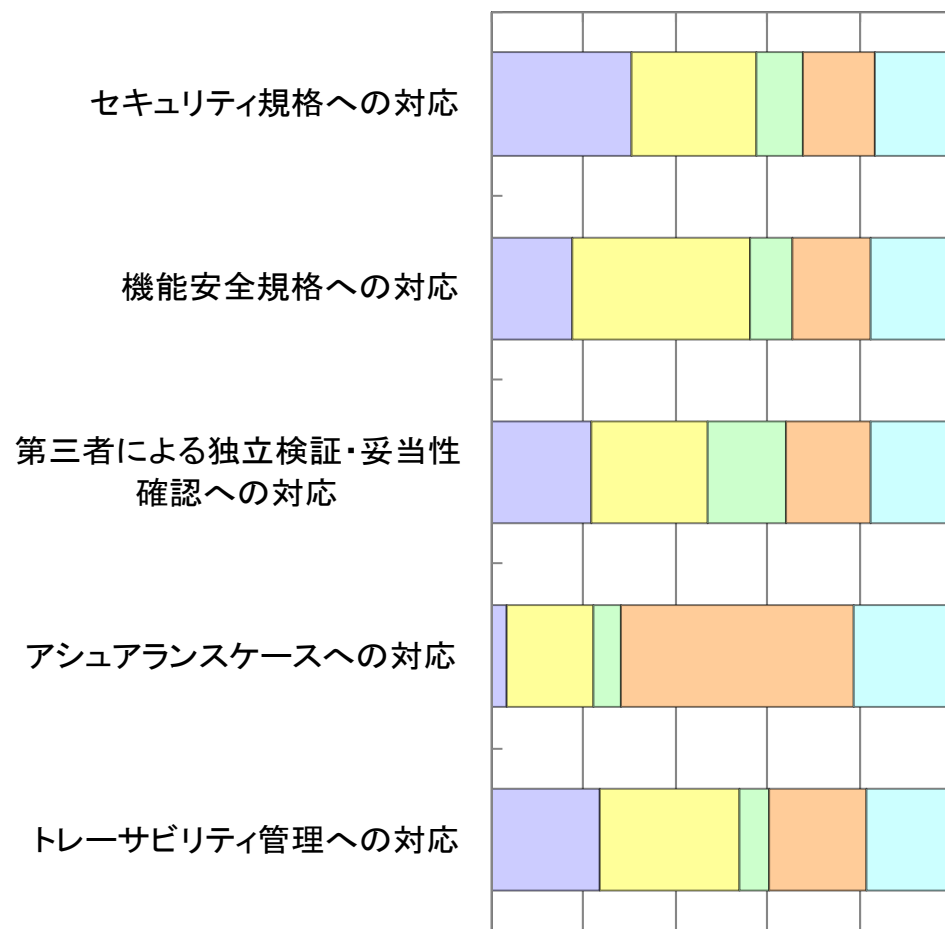 セキュリティ規格への対応
機能安全規格への対応
第三者による独立検証・妥当性
確認への対応
アシュアランスケースへの対応
トレーサビリティ管理への対応